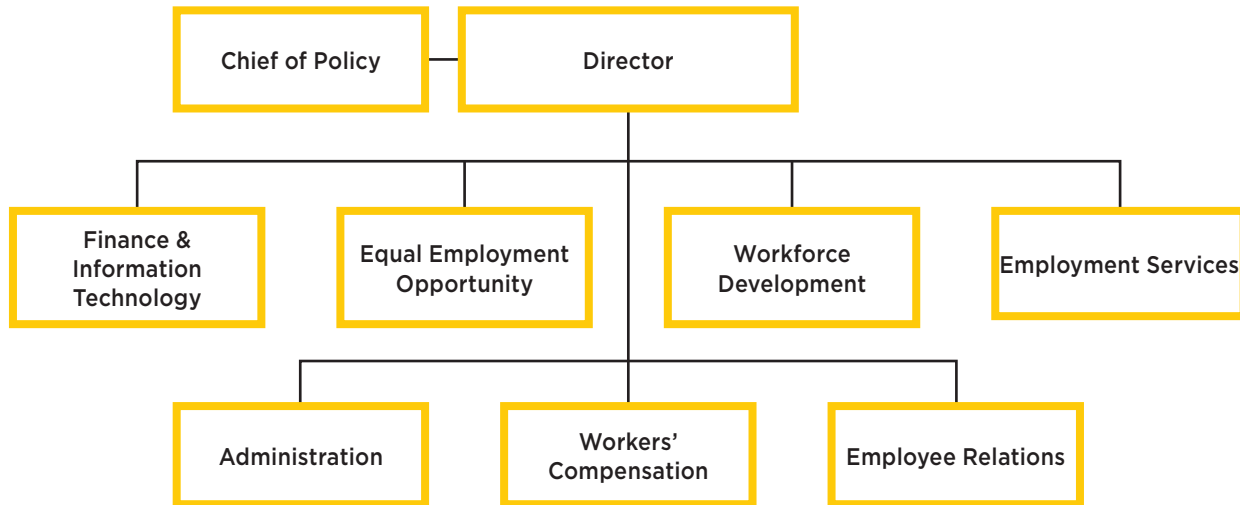 Chief of Policy
Director
Finance &
Information
Technology
Equal Employment
Opportunity
Workforce
Development
Employment Services
Administration
Workers’
Compensation
Employee Relations